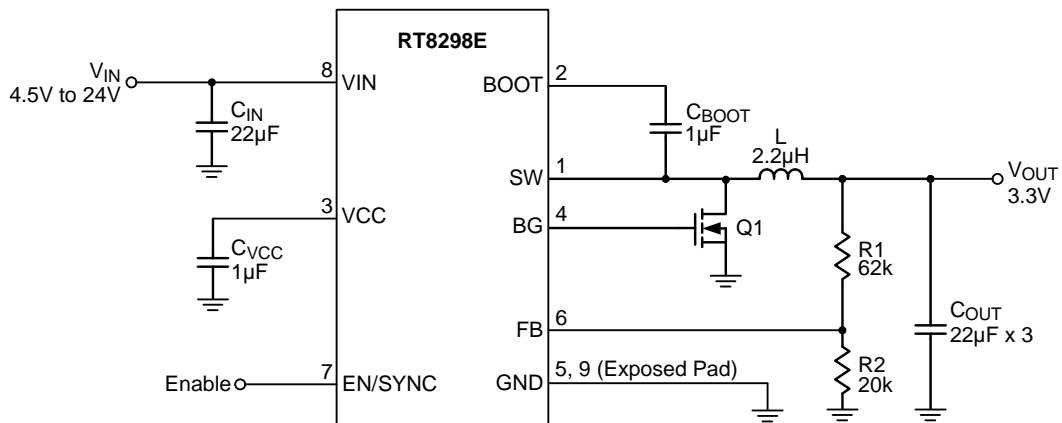 RT8298E
V_IN
4.5V to 24V
8
VIN
C_IN
22µF
BOOT
2
C_BOOT
1µF
L
2.2µH
SW
1
V_OUT
3.3V
3
VCC
BG
4
Q1
C_VCC
1µF
R1
62k
FB
6
C_OUT
22µF x 3
R2
20k
Enable
7
EN/SYNC
GND
5, 9 (Exposed Pad)